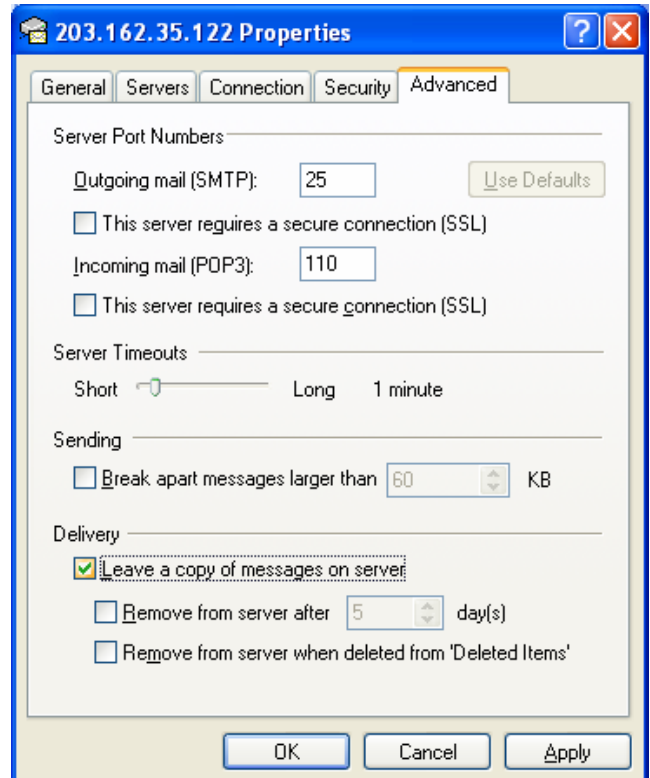 203.162.35.122 Properties
General Servers Connection Security Advanced
Server Port Numbers
Outgoing mail (SMTP): 25 Use Defaults
This server requires a secure connection (SSL)
Incoming mail (POP3): 110
This server requires a secure connection (SSL)
Server Timeouts
Short Long 1 minute
Sending
Break apart messages larger than 60 KB
Delivery
Leave a copy of messages on server
Remove from server after 5 day(s)
Remove from server when deleted from 'Deleted Items'
OK Cancel Apply